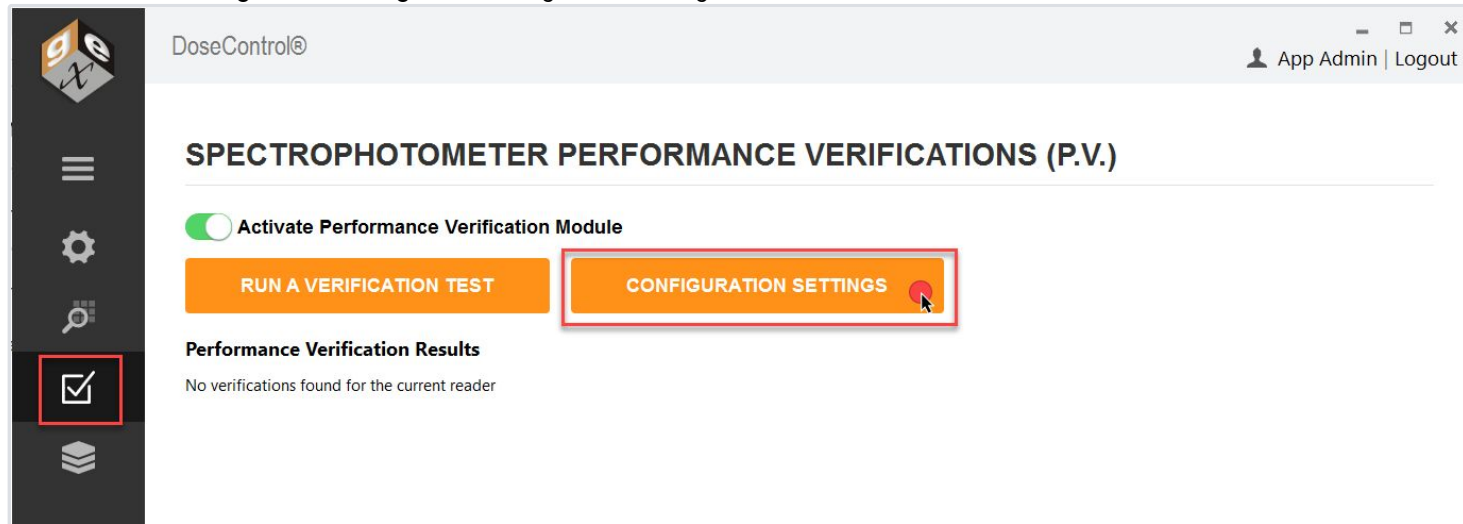 gex
DoseControl®
App Admin | Logout
SPECTROPHOTOMETER PERFORMANCE VERIFICATIONS (P.V.)
Activate Performance Verification Module
RUN A VERIFICATION TEST
CONFIGURATION SETTINGS
Performance Verification Results
No verifications found for the current reader